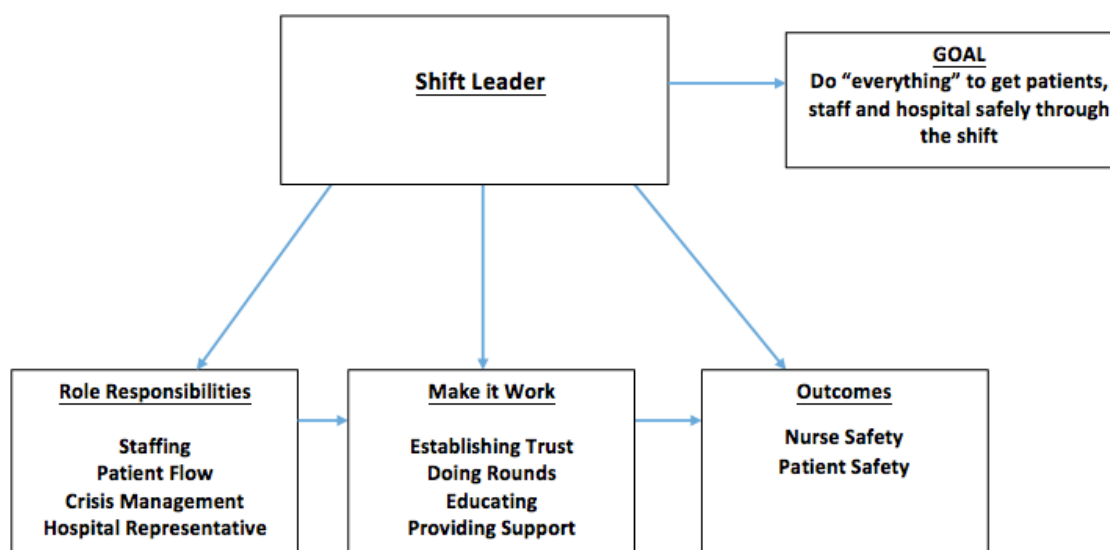 Shift Leader
GOAL
Do “everything” to get patients,
staff and hospital safely through
the shift
Role Responsibilities
Staffing
Patient Flow
Crisis Management
Hospital Representative
Make it Work
Establishing Trust
Doing Rounds
Educating
Providing Support
Outcomes
Nurse Safety
Patient Safety